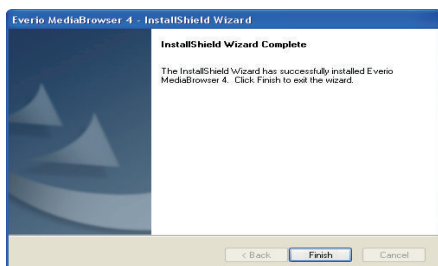 Everio MediaBrowser 4 - InstallShield Wizard
InstallShield Wizard Complete
The InstallShield Wizard has successfully installed Everio
MediaBrowser 4. Click Finish to exit the wizard.
< Back
Finish
Cancel